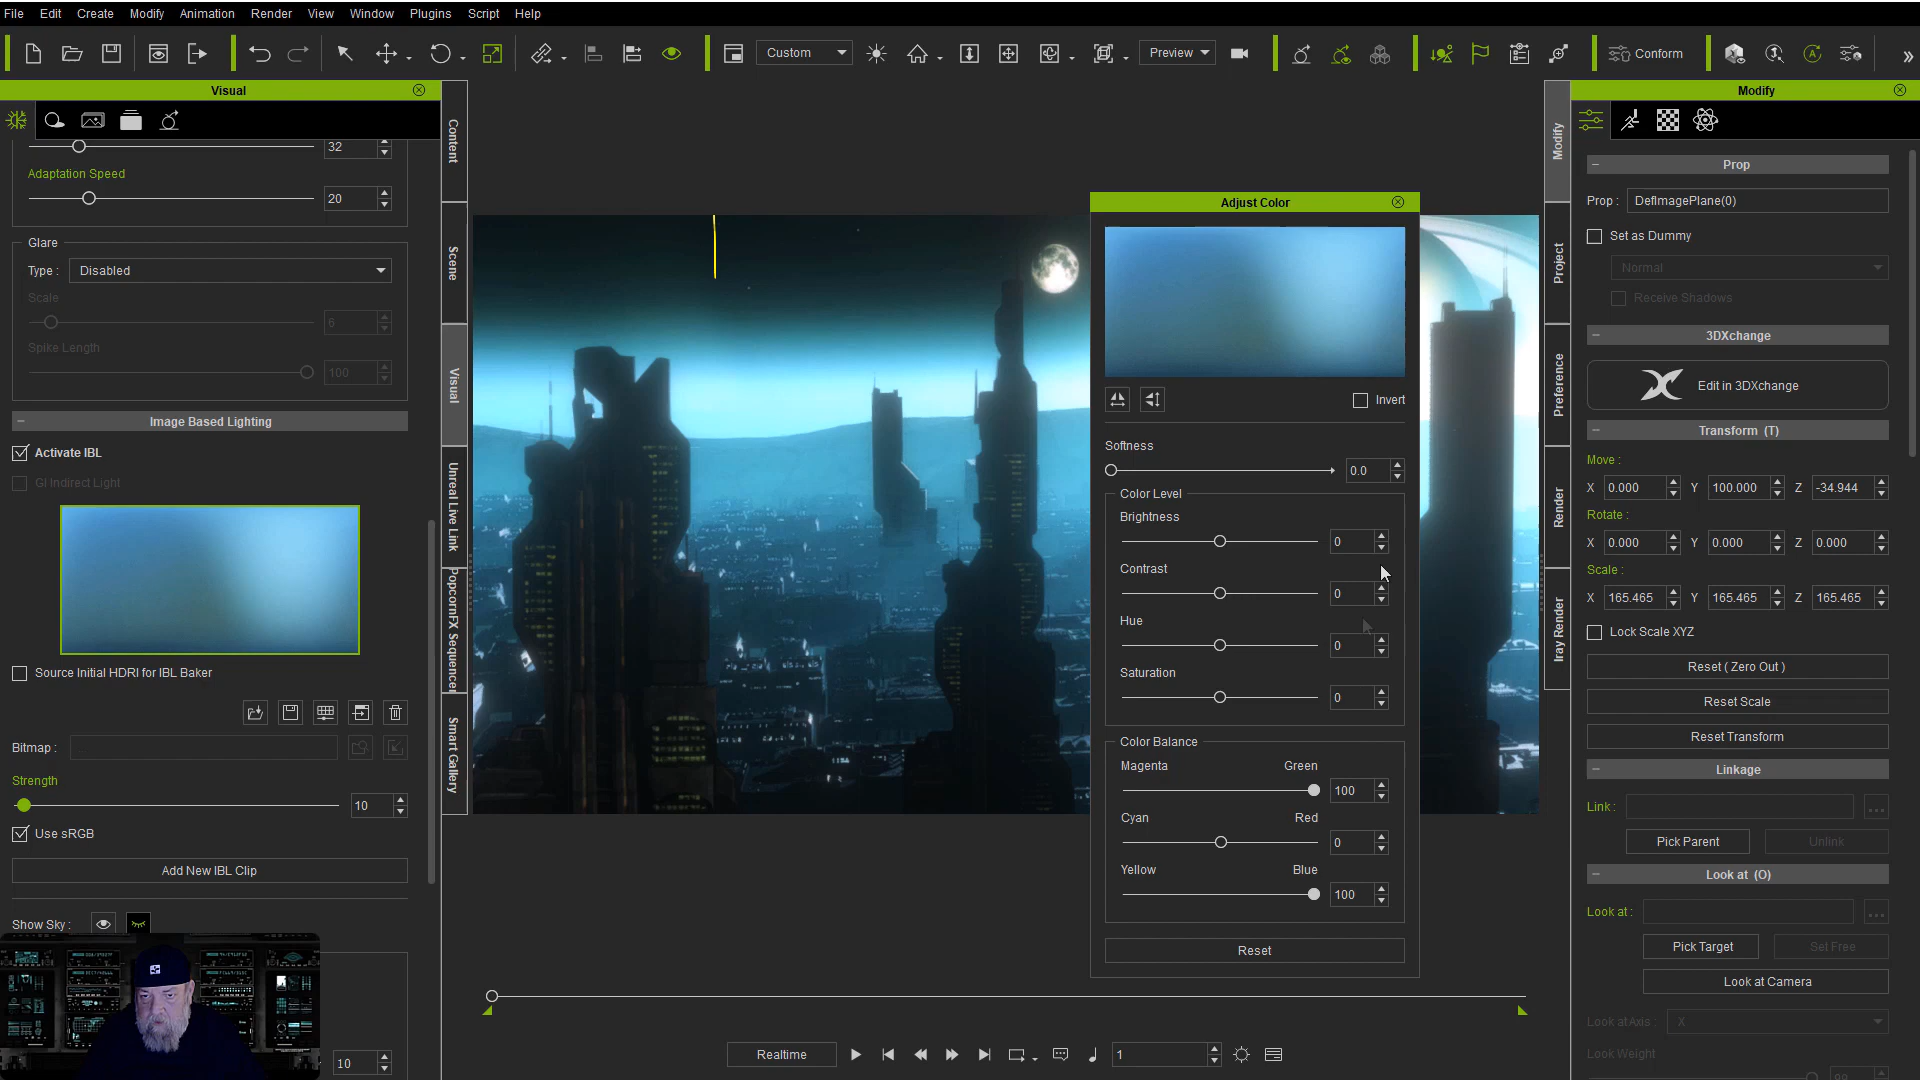 File Edit Create Modify Animation Render View Window Plugins Script Help
Custom Preview Conform »
Visual
32
Adaptation Speed
20
Glare
Type : Disabled
Scale
6
Spike Length
100
Image Based Lighting
Activate IBL
GI Indirect Light
Source Initial HDRI for IBL Baker
Bitmap :
Strength
10
Use sRGB
Add New IBL Clip
Show Sky :
10
Content
Scene
Visual
Unreal Live Link
PopcornFX Sequencer
Smart Gallery
Adjust Color
Invert
Softness
0.0
Color Level
Brightness
0
Contrast
0
Hue
0
Saturation
0
Color Balance
Magenta Green
100
Cyan Red
0
Yellow Blue
100
Reset
Realtime 1
Modify
Project
Preference
Render
Iray Render
Modify
Prop
Prop : DefImagePlane(0)
Set as Dummy
Normal
Receive Shadows
3DXchange
Edit in 3DXchange
Transform (T)
Move :
X 0.000 Y 100.000 Z -34.944
Rotate :
X 0.000 Y 0.000 Z 0.000
Scale :
X 165.465 Y 165.465 Z 165.465
Lock Scale XYZ
Reset ( Zero Out )
Reset Scale
Reset Transform
Linkage
Link : ...
Pick Parent Unlink
Look at (O)
Look at : ...
Pick Target Set Free
Look at Camera
Look at Axis : X
Look Weight